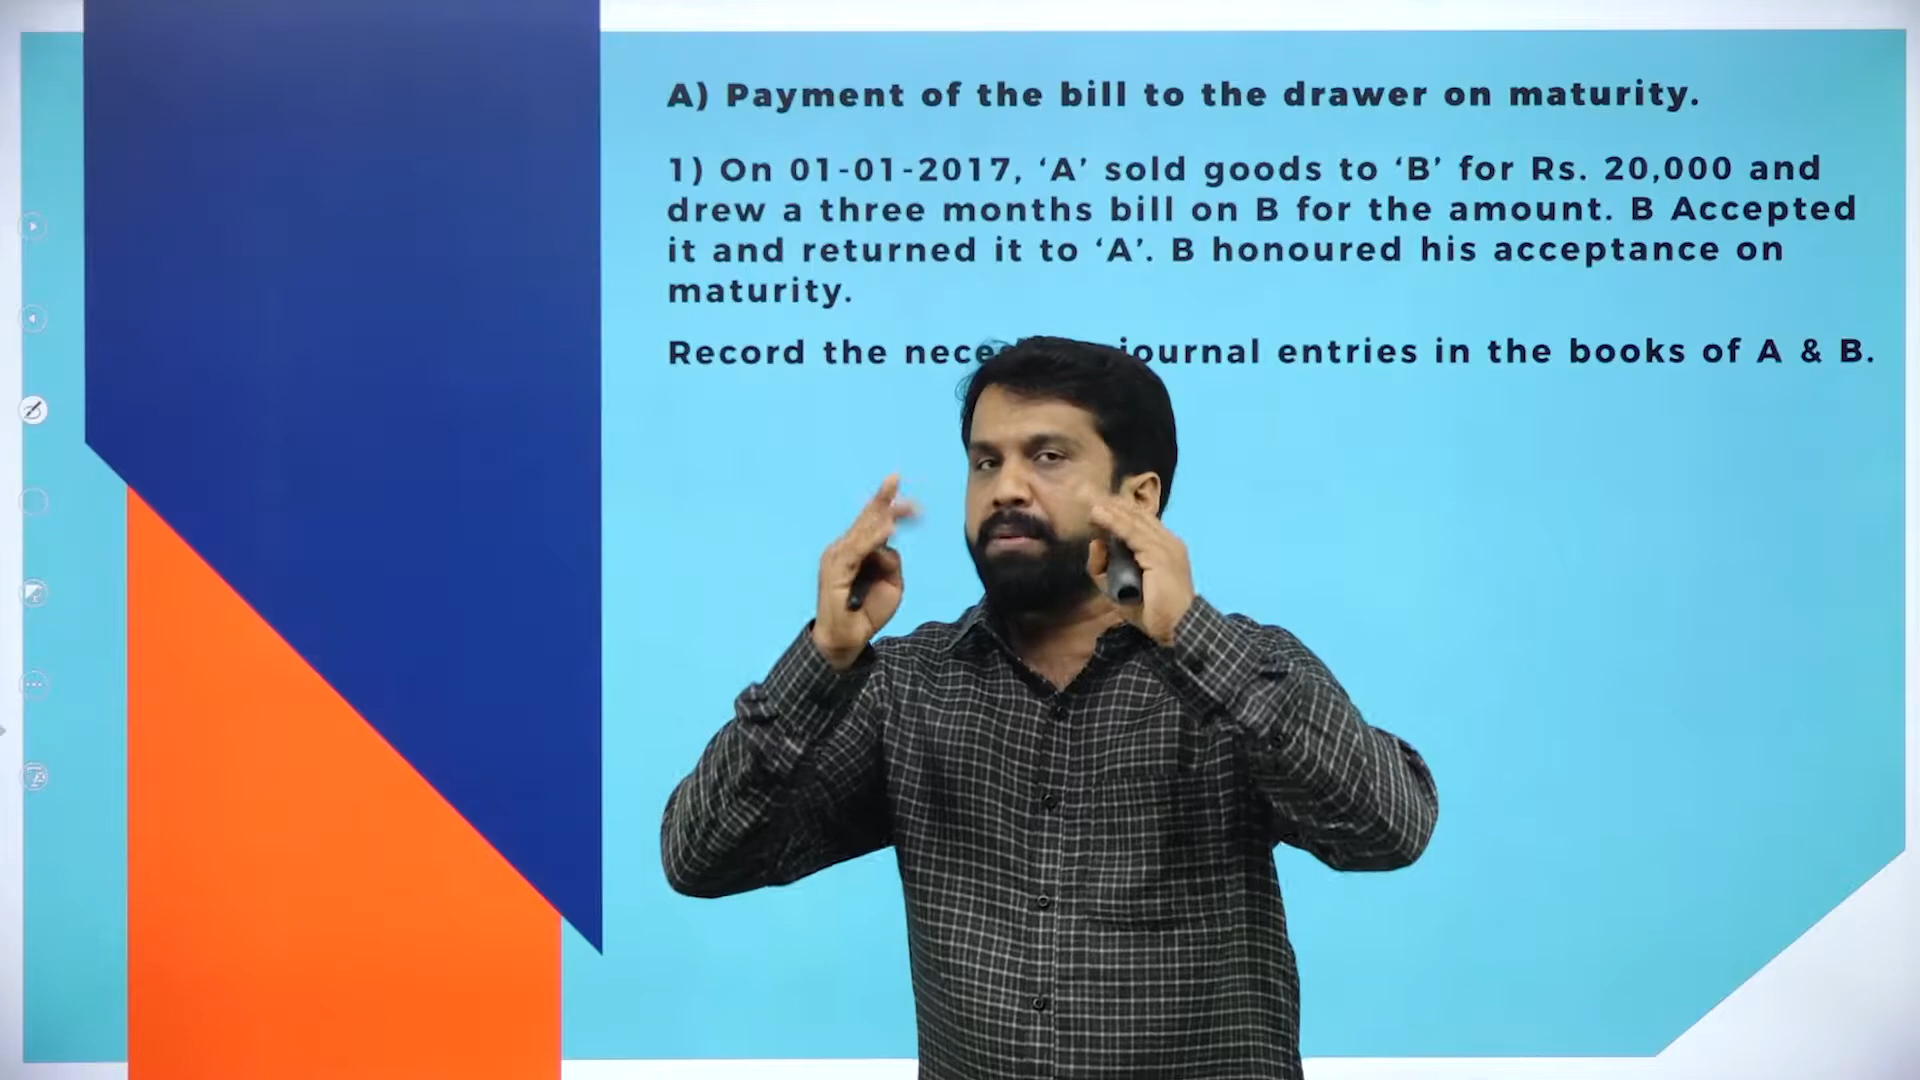 A) Payment of the bill to the drawer on maturity.
1) On 01-01-2017, ‘A’ sold goods to ‘B’ for Rs. 20,000 and
drew a three months bill on B for the amount. B Accepted
it and returned it to ‘A’. B honoured his acceptance on
maturity.
Record the journal entries in the books of A & B.